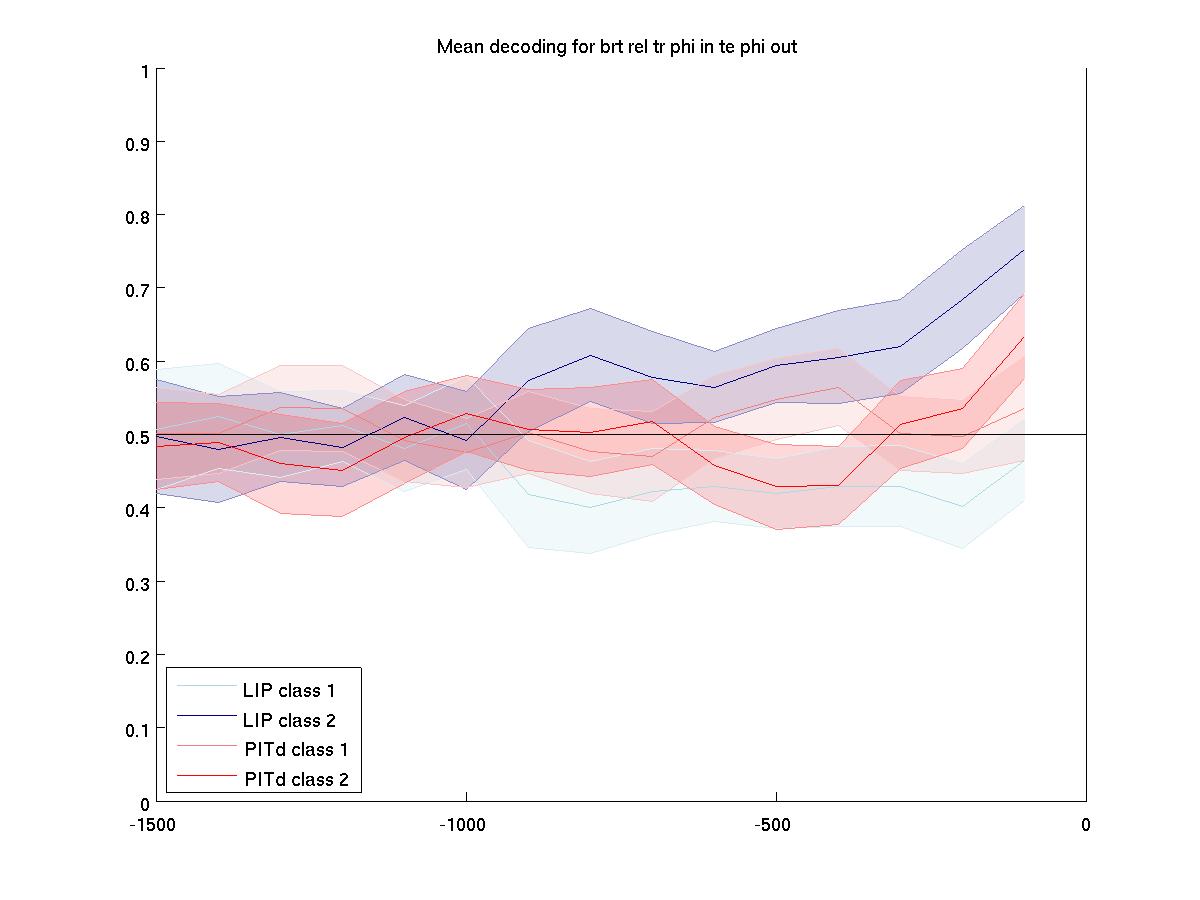 Mean decoding for brt rel tr phi in te phi out
1
0.9
0.8
0.7
0.6
0.5
0.4
0.3
0.2
0.1
0
LIP class 1
LIP class 2
PITd class 1
PITd class 2
-1500 -1000 -500 0